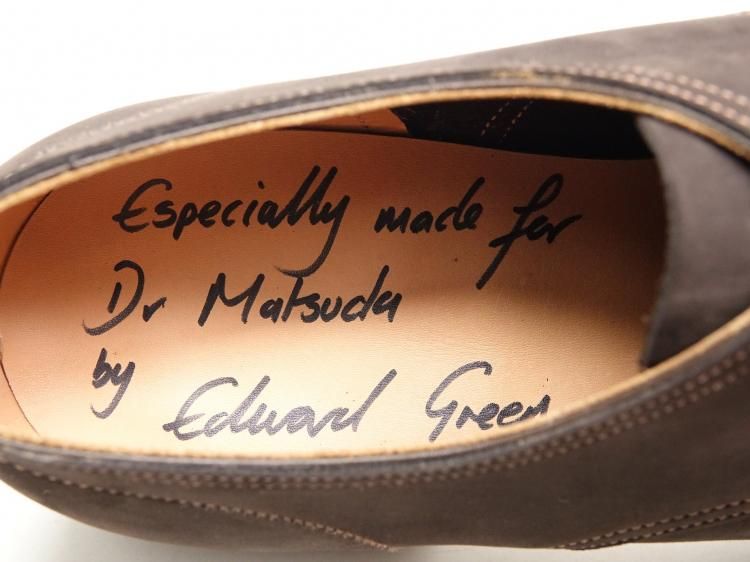 Especially made for
Dr Matsuda
by
Edward Green